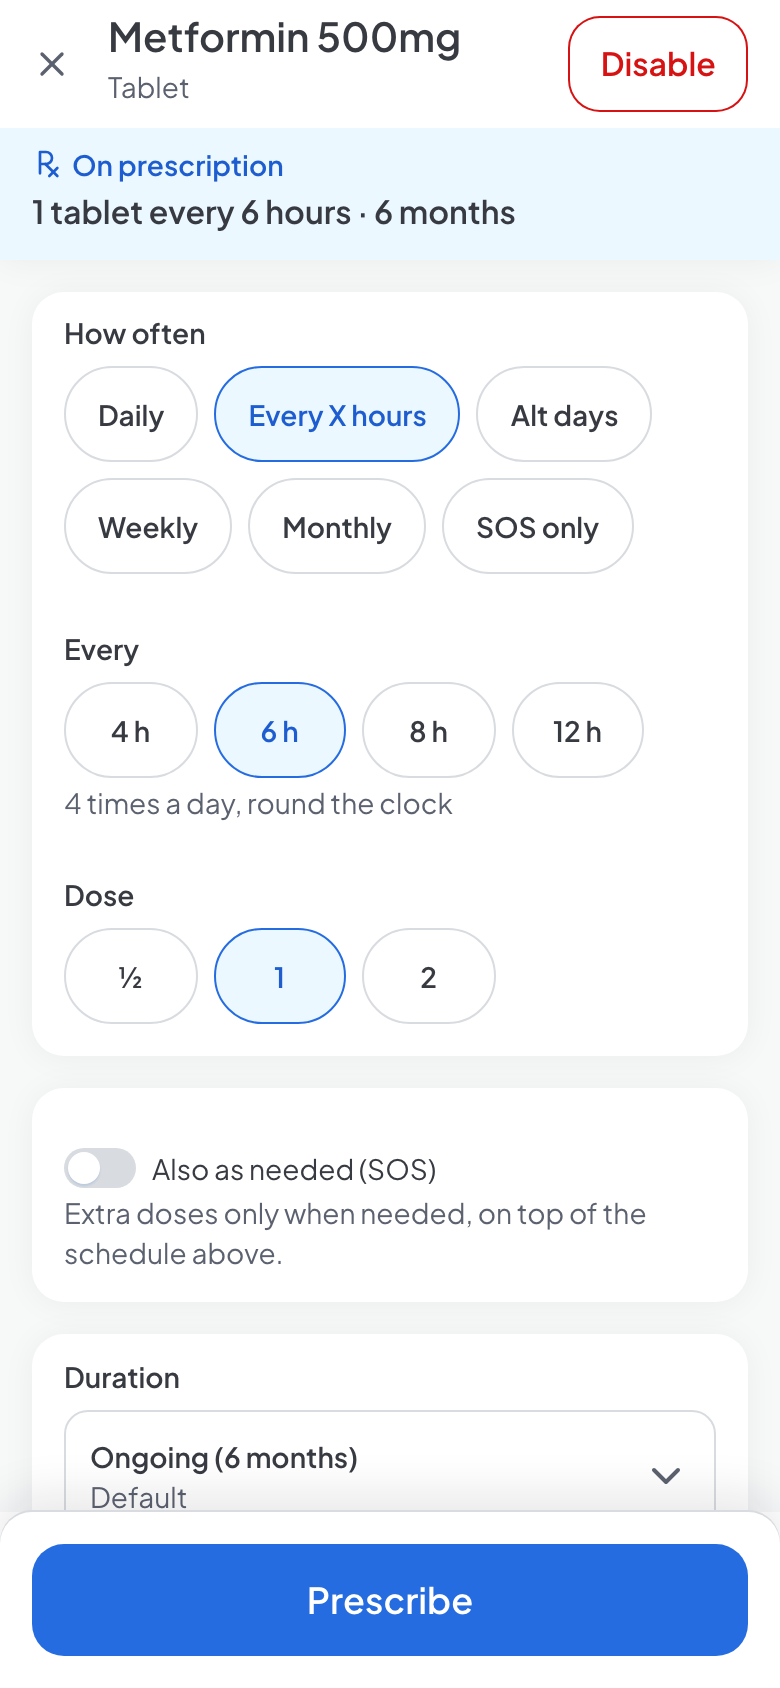 Metformin 500mg
Tablet
Disable
On prescription
1 tablet every 6 hours · 6 months
How often
Daily
Every X hours
Alt days
Weekly
Monthly
SOS only
Every
4 h
6 h
8 h
12 h
4 times a day, round the clock
Dose
½
1
2
Also as needed (SOS)
Extra doses only when needed, on top of the
schedule above.
Duration
Ongoing (6 months)
Default
Prescribe